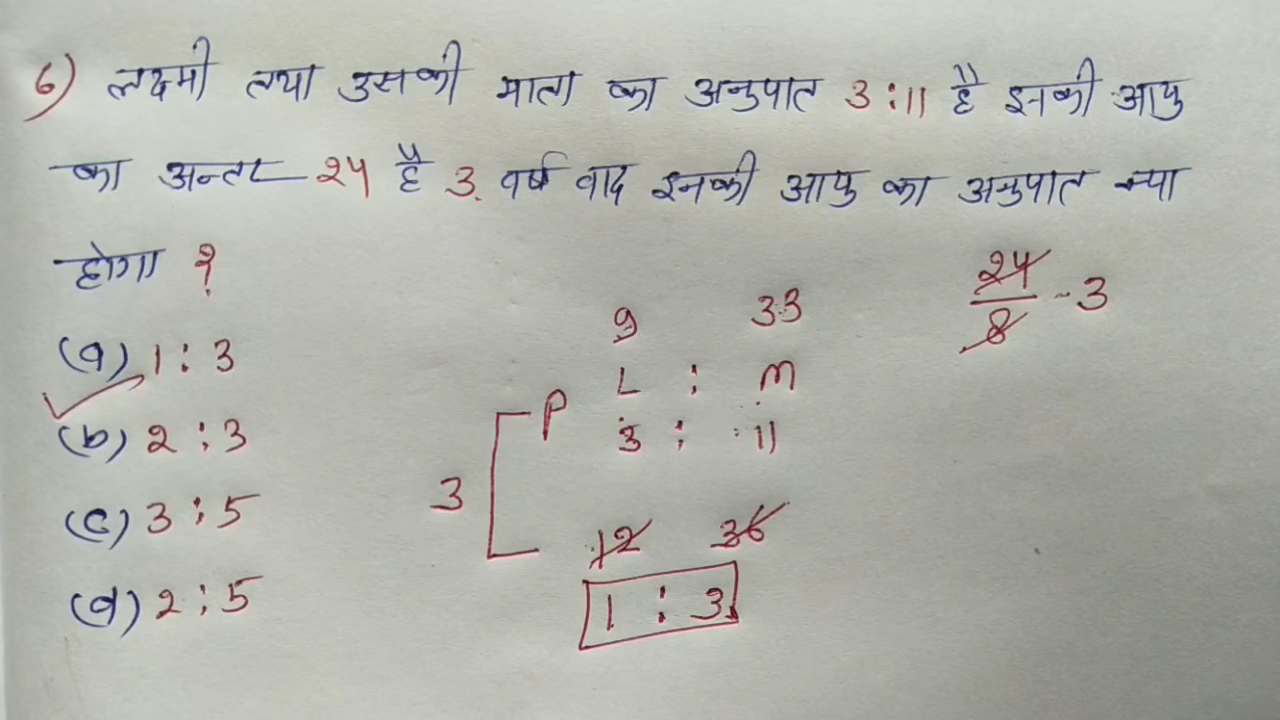 6) लक्ष्मी तथा उसकी माता का अनुपात 3:11 है इनकी आयु
का अन्तर 24 है 3 वर्ष बाद इनकी आयु का अनुपात क्या
होगा ?
(a) 1:3
(b) 2:3
(c) 3:5
(d) 2:5
9 33
L : M
P 3 : 11
3
12 36
1 : 3
24/8 - 3